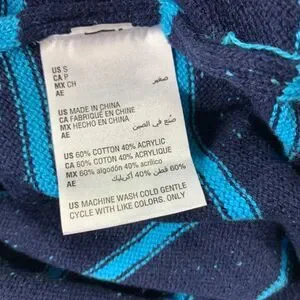 US S
CA P
MX CH
AE صغير
US MADE IN CHINA
CA FABRIQUÉ EN CHINE
MX HECHO EN CHINA
AE صنع في الصين
US 60% COTTON 40% ACRYLIC
CA 60% COTON 40% ACRYLIQUE
MX 60% algodón 40% acrílico
AE 60% قطن 40% أكريليك
US MACHINE WASH COLD GENTLE
CYCLE WITH LIKE COLORS. ONLY